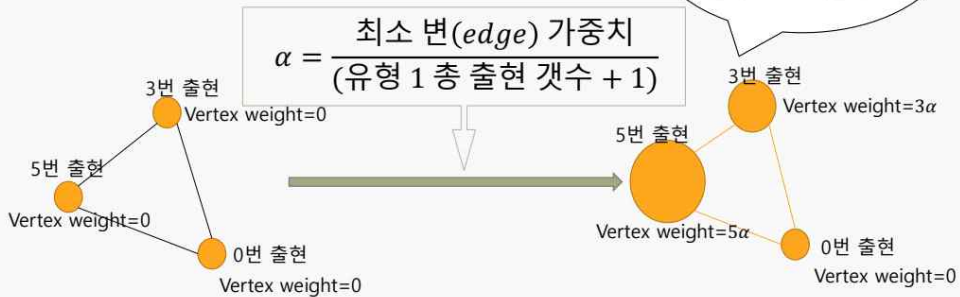 α = 최소 변(edge) 가중치 / (유형 1 총 출현 갯수 + 1)
3번 출현
Vertex weight=0
5번 출현
Vertex weight=0
0번 출현
Vertex weight=0
3번 출현
Vertex weight=3α
5번 출현
Vertex weight=5α
0번 출현
Vertex weight=0